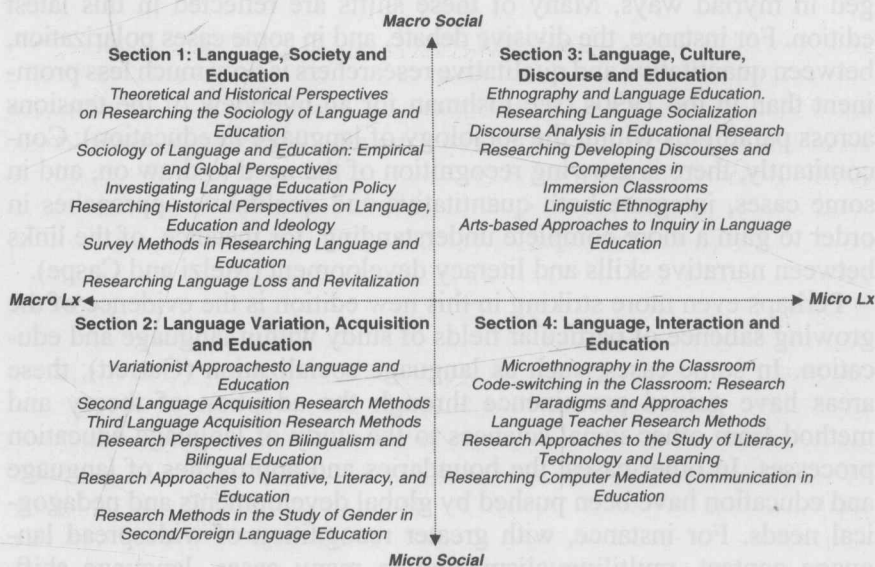 Macro Social
Section 1: Language, Society and
Education
Theoretical and Historical Perspectives
on Researching the Sociology of Language and
Education
Sociology of Language and Education: Empirical
and Global Perspectives
Investigating Language Education Policy
Researching Historical Perspectives on Language,
Education and Ideology
Survey Methods in Researching Language and
Education
Researching Language Loss and Revitalization
Section 3: Language, Culture,
Discourse and Education
Ethnography and Language Education.
Researching Language Socialization
Discourse Analysis in Educational Research
Researching Developing Discourse
Competence in
Immersion Classrooms
Linguistic Ethnography
Arts-based Approaches to Inquiry in Language
Education
Macro Lx
Micro Lx
Section 2: Language Variation, Acquisition
and Education
Variationist Approachesto Language and
Education
Second Language Acquisition Research Methods
Third Language Acquisition Research Methods
Research Perspectives on Bilingualism and
Bilingual Education
Research Approaches to Narrative, Literacy, and
Education
Research Methods in the Study of Gender in
Second/Foreign Language Education
Section 4: Language, Interaction and
Education
Microethnography in the Classroom
Code-switching in the Classroom: Research
Paradigms and Approaches
Language Teacher Research Methods
Research Approaches to the Study of Literacy,
Technology and Learning
Researching Computer Mediated Communication in
Education
Micro Social